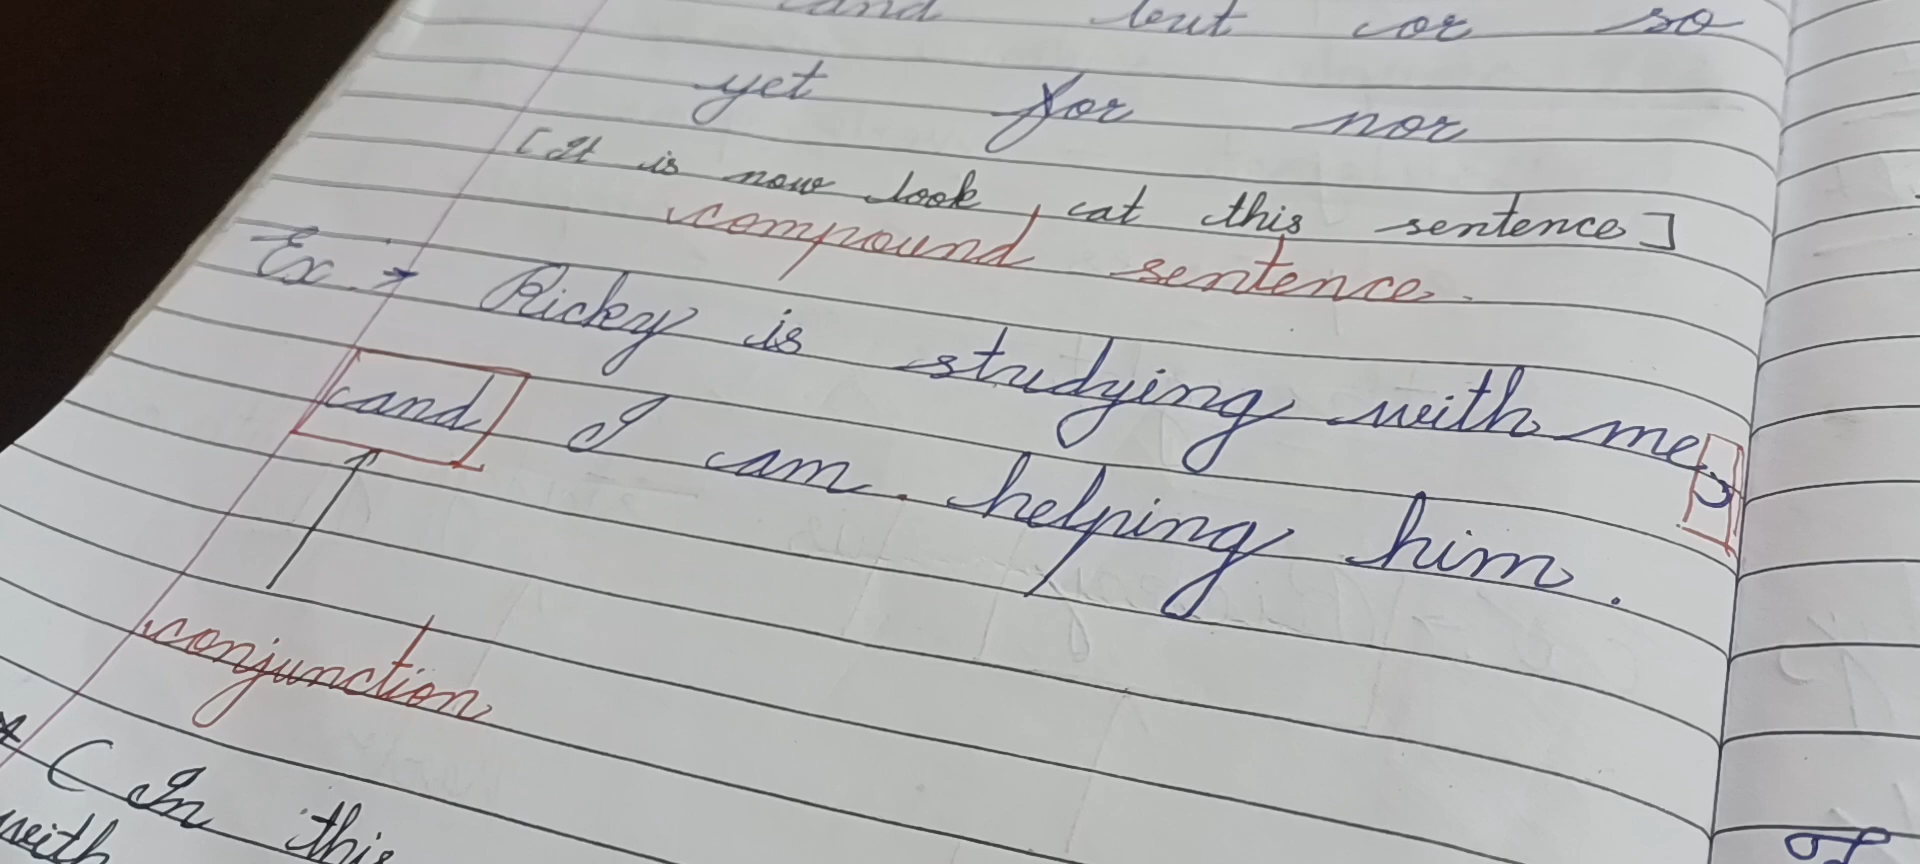 and but or so
yet for nor
[It is now look at this sentence]
compound sentence.
Ex. → Ricky is studying with me,
and I am helping him.
conjunction
* (In this
with
of